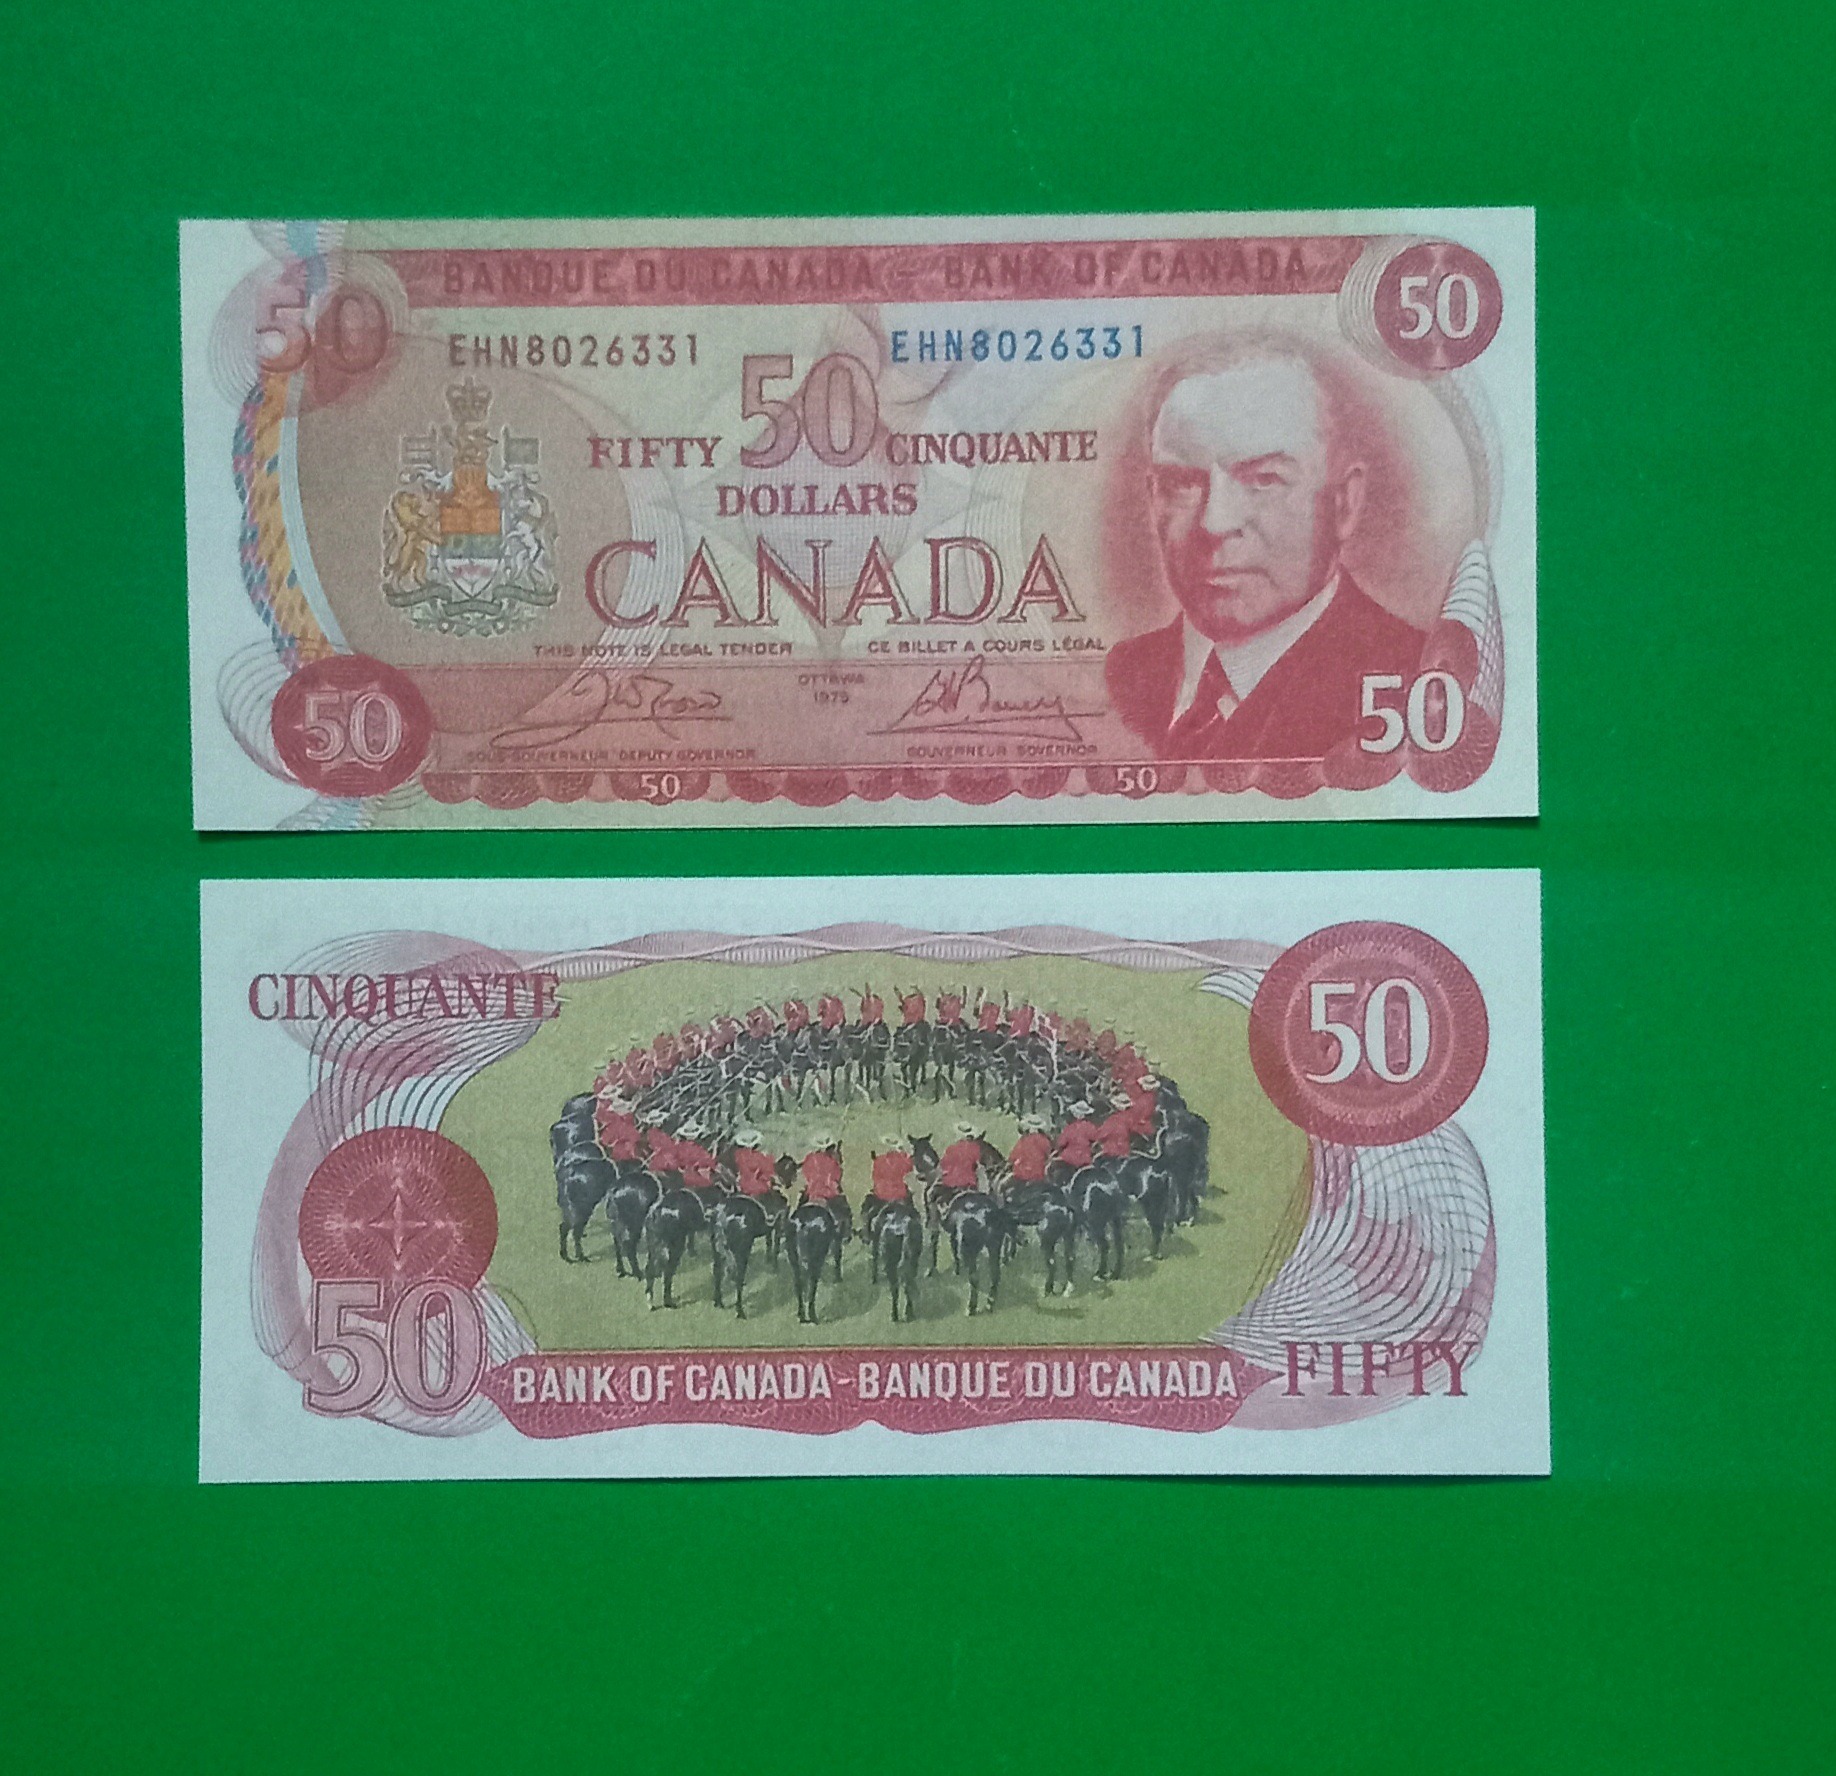 BANQUE DU CANADA - BANK OF CANADA
50
50
EHN8026331
EHN8026331
50
FIFTY
CINQUANTE
DOLLARS
CANADA
THIS NOTE IS LEGAL TENDER
CE BILLET A COURS LÉGAL
OTTAWA
1975
50
50
SOUS-GOUVERNEUR DEPUTY GOVERNOR
GOUVERNEUR GOVERNOR
50
50
CINQUANTE
50
50
BANK OF CANADA - BANQUE DU CANADA
FIFTY